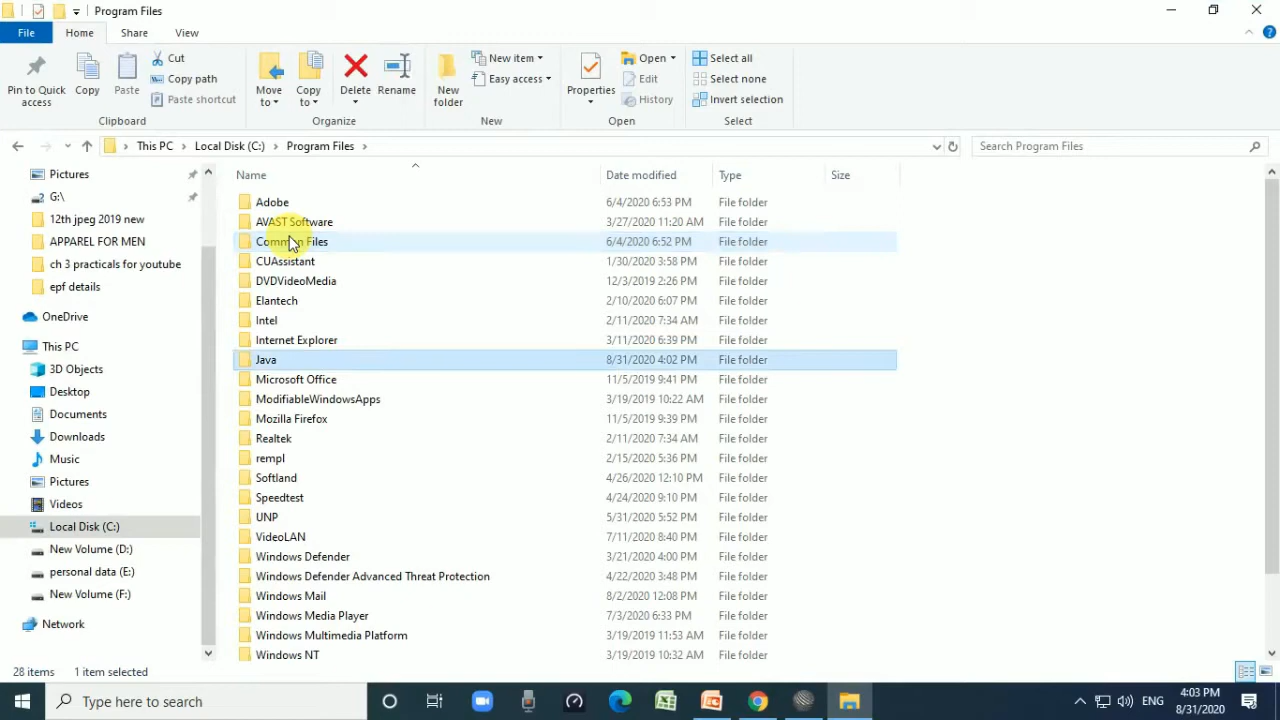 Program Files
File Home Share View
Pin to Quick access
Copy
Paste
Cut
Copy path
Paste shortcut
Clipboard
Move to
Copy to
Delete
Rename
Organize
New folder
New item
Easy access
New
Properties
Open
Edit
History
Open
Select all
Select none
Invert selection
Select
This PC > Local Disk (C:) > Program Files >
Search Program Files
Pictures
G:\
12th jpeg 2019 new
APPAREL FOR MEN
ch 3 practicals for youtube
epf details
OneDrive
This PC
3D Objects
Desktop
Documents
Downloads
Music
Pictures
Videos
Local Disk (C:)
New Volume (D:)
personal data (E:)
New Volume (F:)
Network
Name Date modified Type Size
Adobe 6/4/2020 6:53 PM File folder
AVAST Software 3/27/2020 11:20 AM File folder
Common Files 6/4/2020 6:52 PM File folder
CUAssistant 1/30/2020 3:58 PM File folder
DVDVideoMedia 12/3/2019 2:26 PM File folder
Elantech 2/10/2020 6:07 PM File folder
Intel 2/11/2020 7:34 AM File folder
Internet Explorer 3/11/2020 6:39 PM File folder
Java 8/31/2020 4:02 PM File folder
Microsoft Office 11/5/2019 9:41 PM File folder
ModifiableWindowsApps 3/19/2019 10:22 AM File folder
Mozilla Firefox 11/5/2019 9:39 PM File folder
Realtek 2/11/2020 7:34 AM File folder
rempl 2/15/2020 5:36 PM File folder
Softland 4/26/2020 12:10 PM File folder
Speedtest 4/24/2020 9:10 PM File folder
UNP 5/31/2020 5:52 PM File folder
VideoLAN 7/11/2020 8:40 PM File folder
Windows Defender 3/21/2020 4:00 PM File folder
Windows Defender Advanced Threat Protection 4/22/2020 3:48 PM File folder
Windows Mail 8/2/2020 12:08 PM File folder
Windows Media Player 7/3/2020 6:33 PM File folder
Windows Multimedia Platform 3/19/2019 11:53 AM File folder
Windows NT 3/19/2019 10:32 AM File folder
28 items 1 item selected
Type here to search
ENG
4:03 PM
8/31/2020